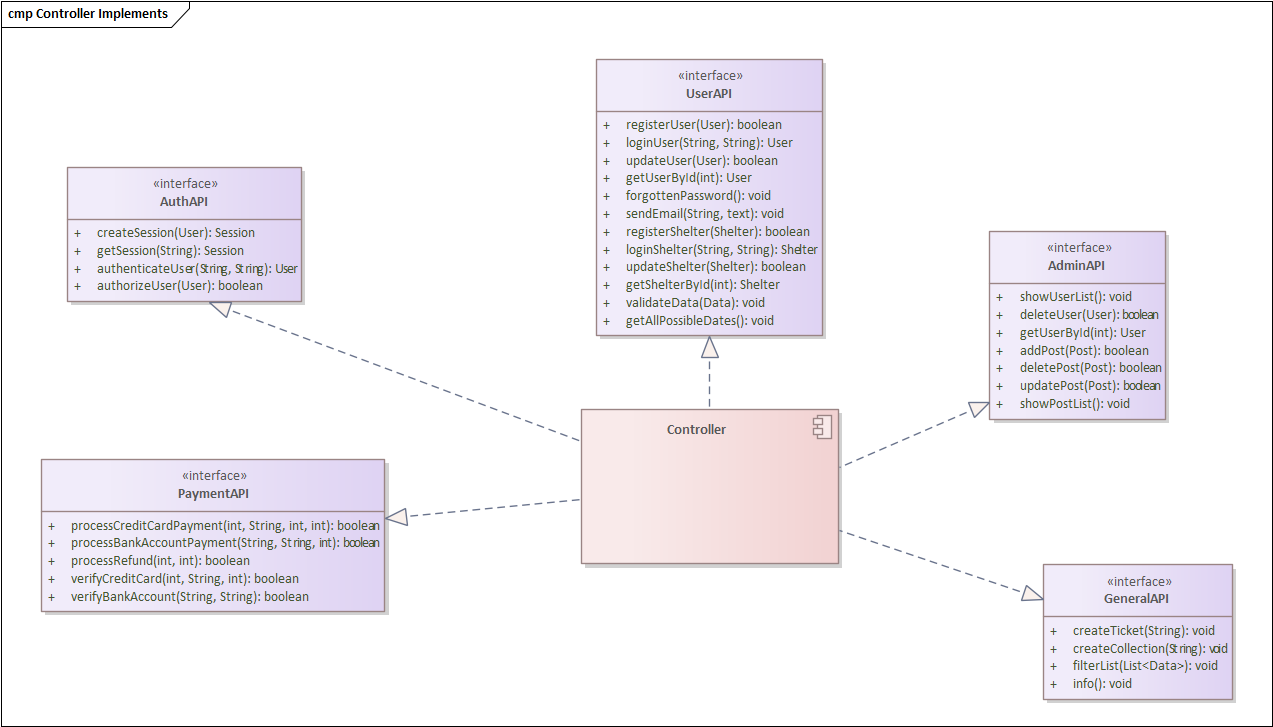 cmp Controller Implements
«interface»
UserAPI
+ registerUser(User): boolean
+ loginUser(String, String): User
+ updateUser(User): boolean
+ getUserById(int): User
+ forgottenPassword(): void
+ sendEmail(String, text): void
+ registerShelter(Shelter): boolean
+ loginShelter(String, String): Shelter
+ updateShelter(Shelter): boolean
+ getShelterById(int): Shelter
+ validateData(Data): void
+ getAllPossibleDates(): void
«interface»
AuthAPI
+ createSession(User): Session
+ getSession(String): Session
+ authenticateUser(String, String): User
+ authorizeUser(User): boolean
«interface»
AdminAPI
+ showUserList(): void
+ deleteUser(User): boolean
+ getUserById(int): User
+ addPost(Post): boolean
+ deletePost(Post): boolean
+ updatePost(Post): boolean
+ showPostList(): void
Controller
«interface»
PaymentAPI
+ processCreditCardPayment(int, String, int, int): boolean
+ processBankAccountPayment(String, String, int): boolean
+ processRefund(int, int): boolean
+ verifyCreditCard(int, String, int): boolean
+ verifyBankAccount(String, String): boolean
«interface»
GeneralAPI
+ createTicket(String): void
+ createCollection(String): void
+ filterList(List<Data>): void
+ info(): void